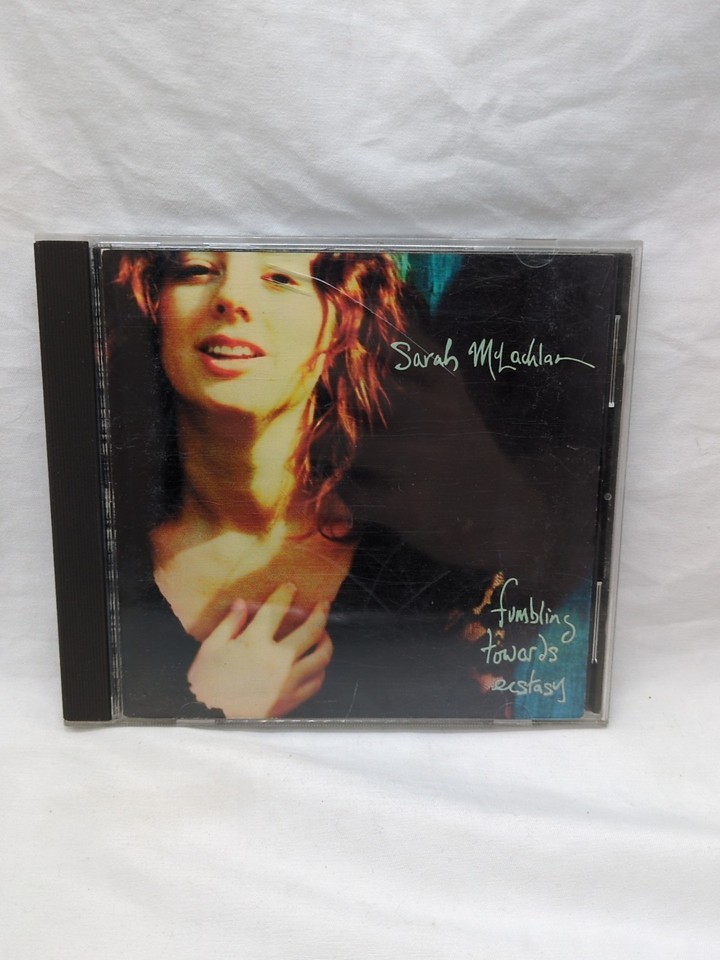 Sarah McLachlan
fumbling
towards
ecstasy